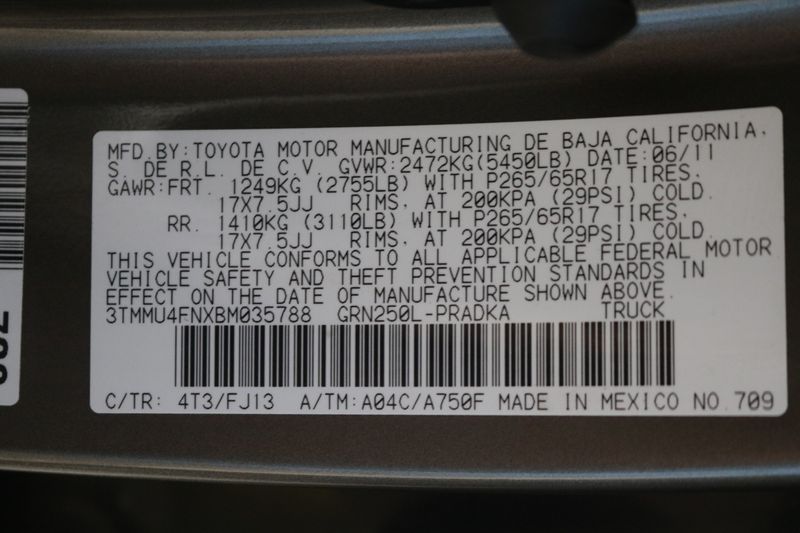 MFD.BY:TOYOTA MOTOR MANUFACTURING DE BAJA CALIFORNIA,
S. DE R.L. DE C.V. GVWR:2472KG(5450LB) DATE:06/11
GAWR:FRT. 1249KG (2755LB) WITH P265/65R17 TIRES,
17X7.5JJ RIMS, AT 200KPA (29PSI) COLD.
RR. 1410KG (3110LB) WITH P265/65R17 TIRES,
17X7.5JJ RIMS, AT 200KPA (29PSI) COLD.
THIS VEHICLE CONFORMS TO ALL APPLICABLE FEDERAL MOTOR
VEHICLE SAFETY AND THEFT PREVENTION STANDARDS IN
EFFECT ON THE DATE OF MANUFACTURE SHOWN ABOVE.
3TMMU4FNXBM035788 GRN250L-PRADKA TRUCK
C/TR: 4T3/FJ13 A/TM:A04C/A750F MADE IN MEXICO NO.709